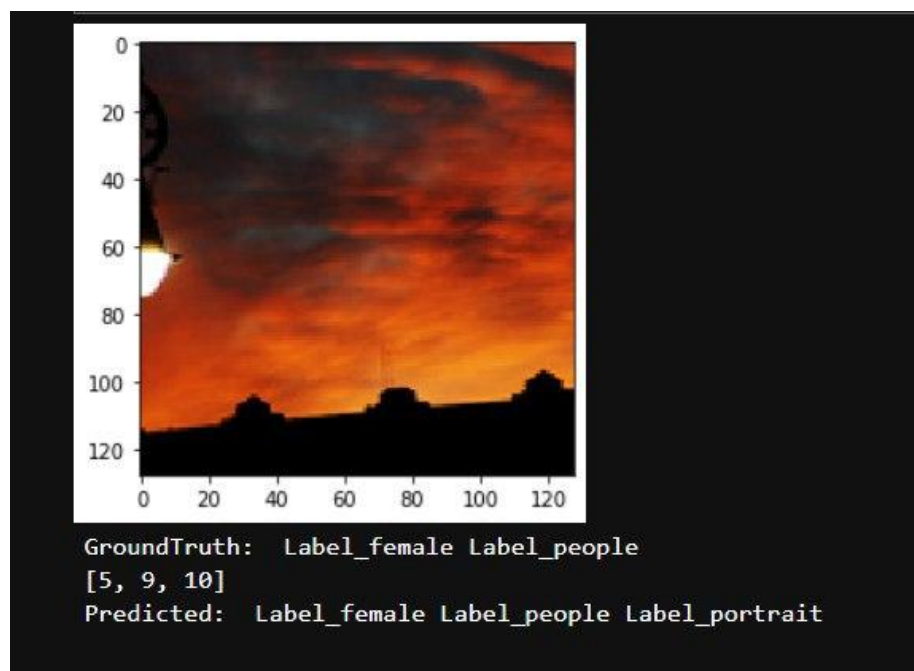 0
20
40
60
80
100
120
0 20 40 60 80 100 120
GroundTruth: Label_female Label_people
[5, 9, 10]
Predicted: Label_female Label_people Label_portrait